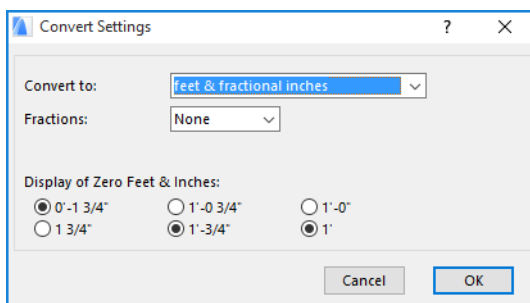 Convert Settings ?
Convert to: feet & fractional inches
Fractions: None
Display of Zero Feet & Inches:
0'-1 3/4" 1'-0 3/4" 1'-0"
1 3/4" 1'-3/4" 1'
Cancel OK